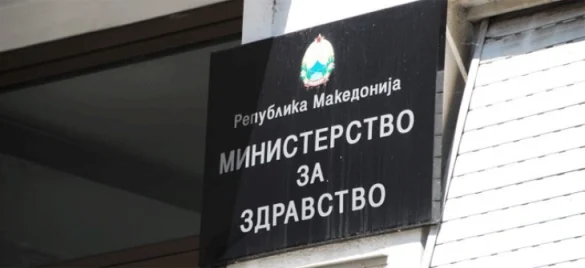 Република Македонија
МИНИСТЕРСТВО
ЗА
ЗДРАВСТВО